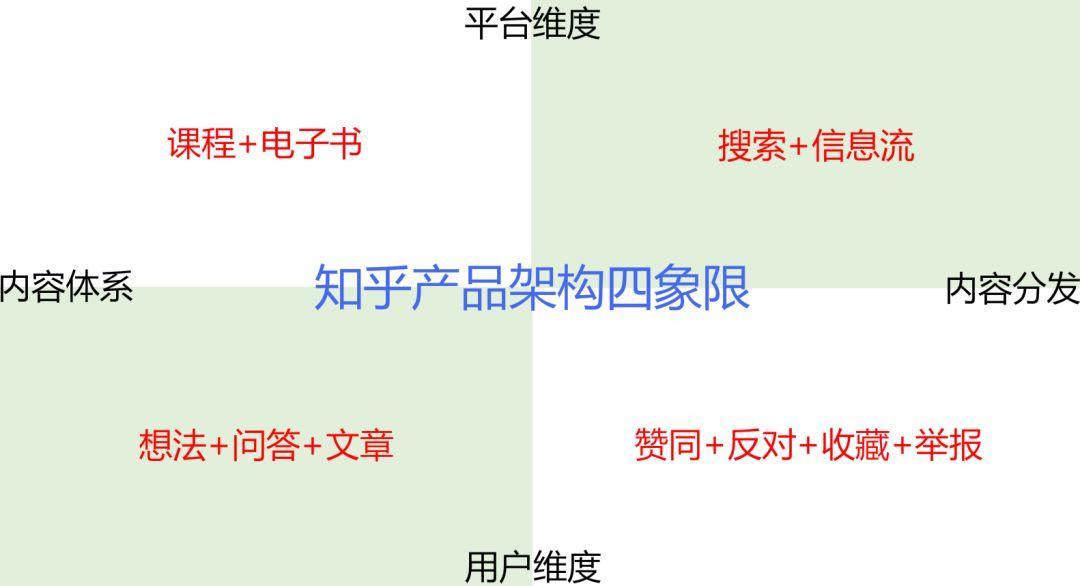 平台维度
课程+电子书
搜索+信息流
内容体系
知乎产品架构四象限
内容分发
想法+问答+文章
赞同+反对+收藏+举报
用户维度